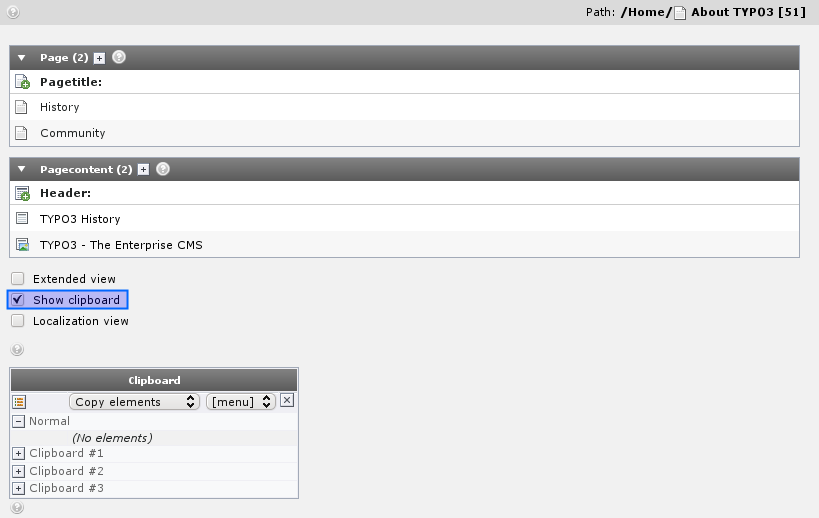 Path: /Home/ About TYPO3 [51]
Page (2)
Pagetitle:
History
Community
Pagecontent (2)
Header:
TYPO3 History
TYPO3 - The Enterprise CMS
Extended view
Show clipboard
Localization view
Clipboard
Copy elements [menu]
Normal
(No elements)
Clipboard #1
Clipboard #2
Clipboard #3